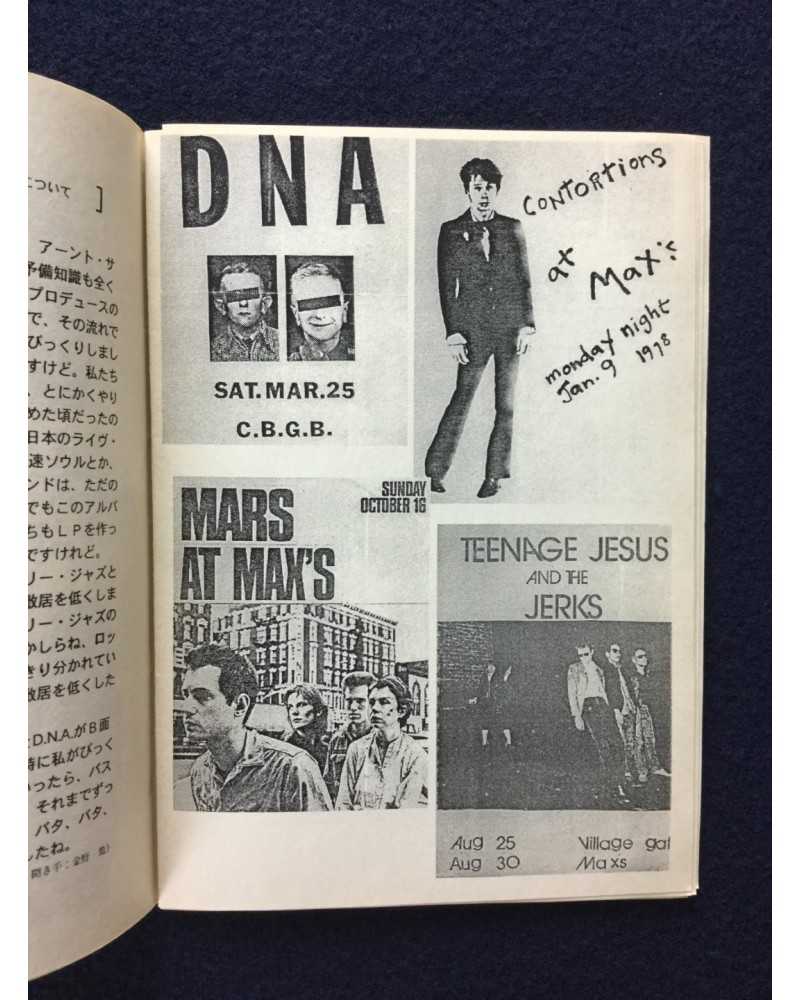 について　]
アーント・サ
予備知識も全く
プロデュースの
で、その流れで
びっくりしまし
すけど。私たち
、とにかくやり
めた頃だったの
日本のライヴ・
速ソウルとか、
ンドは、ただの
でもこのアルバ
ちもＬＰを作っ
ですけれど。
リー・ジャズと
敷居を低くしま
リー・ジャズの
かしらね、ロッ
きり分かれてい
敷居を低くした
D.N.A.がＢ面
時に私がびっく
いったら、バス
それまでずっ
バタ、バタ、
したね。
聞き手：金野
DNA
SAT.MAR.25
C.B.G.B.
CONTORTIONS
at Max's
monday night
Jan. 9 1978
SUNDAY
OCTOBER 16
MARS
AT MAX'S
TEENAGE JESUS
AND THE
JERKS
Aug 25 Village gat
Aug 30 Maxs